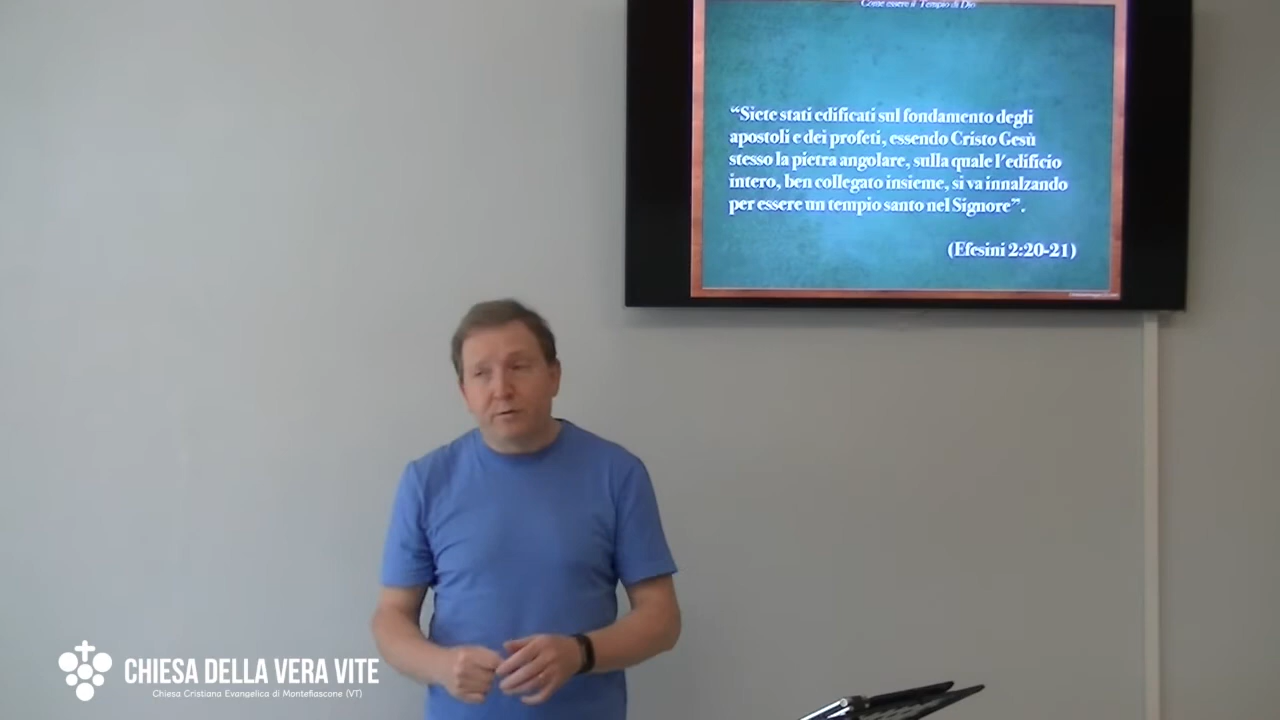 Come essere il Tempio di Dio
“Siete stati edificati sul fondamento degli
apostoli e dei profeti, essendo Cristo Gesù
stesso la pietra angolare, sulla quale l'edificio
intero, ben collegato insieme, si va innalzando
per essere un tempio santo nel Signore”.
(Efesini 2:20-21)
CHIESA DELLA VERA VITE
Chiesa Cristiana Evangelica di Montefiascone (VT)